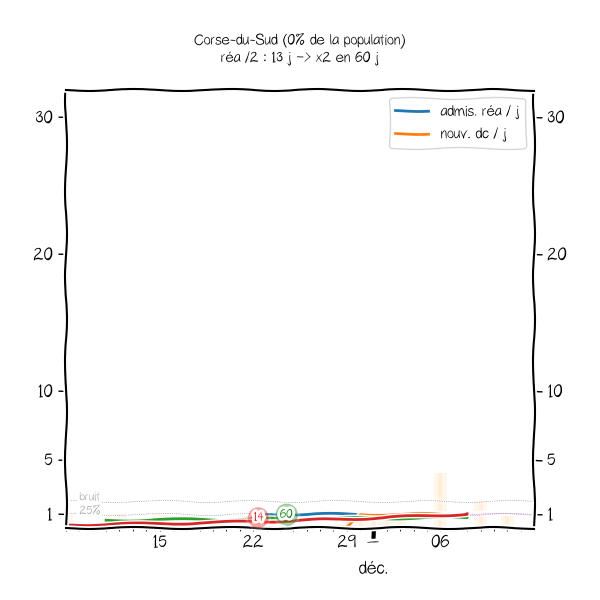 Corse-du-Sud (0% de la population)
réa /2 : 13 j -> x2 en 60 j
admis. réa / j
nouv. dc / j
30 30
20 20
10 10
5 5
bruit
25%
1 14 60 1
15 22 29 1 06
déc.